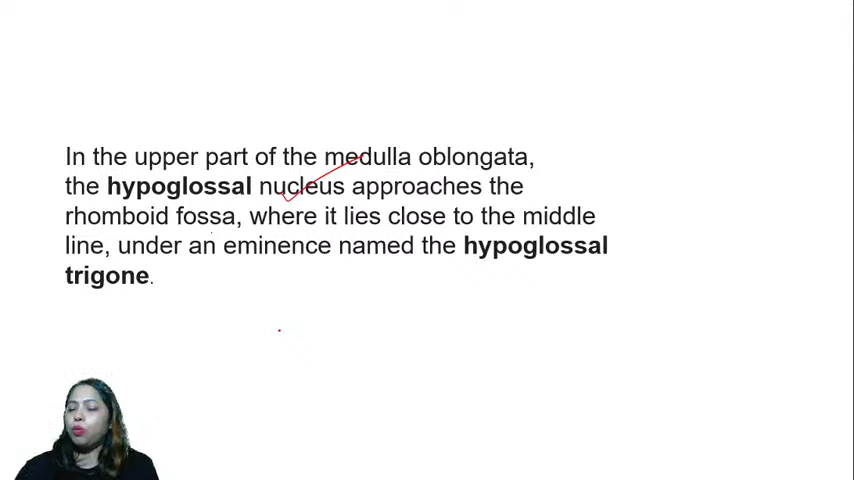 In the upper part of the medulla oblongata,
the hypoglossal nucleus approaches the
rhomboid fossa, where it lies close to the middle
line, under an eminence named the hypoglossal
trigone.